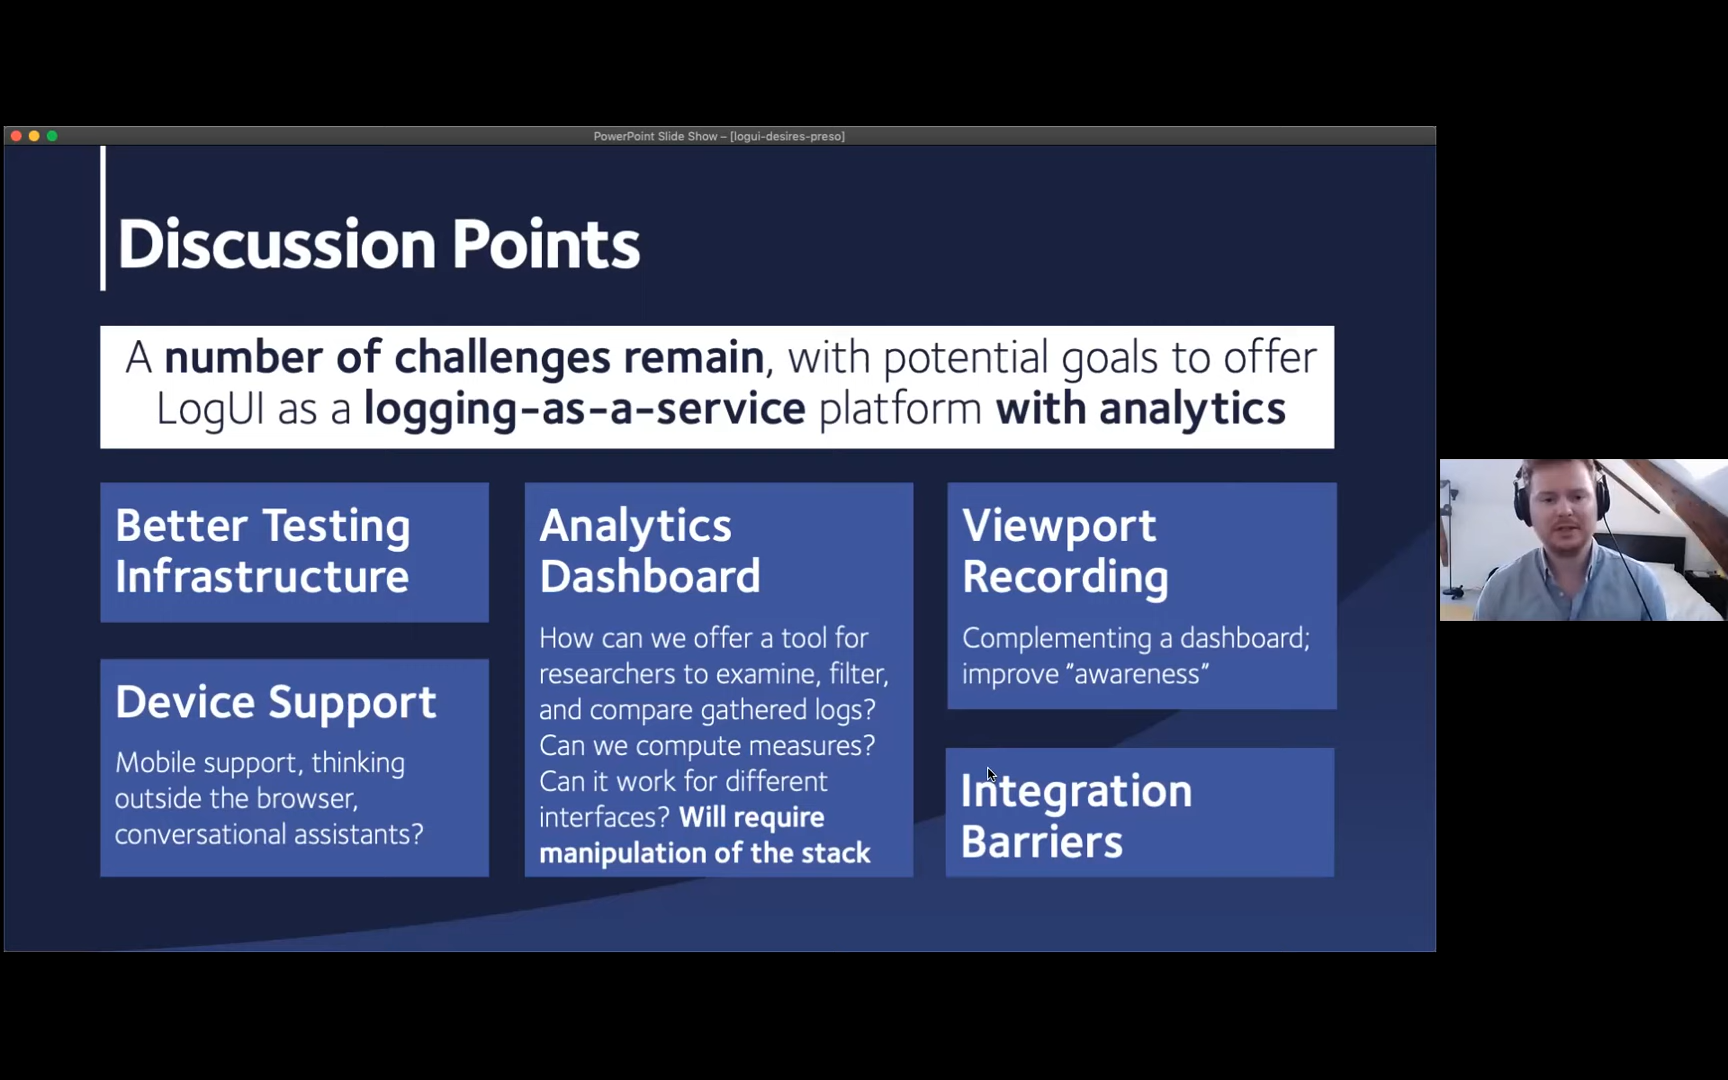 PowerPoint Slide Show – [logui-desires-preso]
Discussion Points
A number of challenges remain, with potential goals to offer
LogUI as a logging-as-a-service platform with analytics
Better Testing
Infrastructure
Device Support
Mobile support, thinking
outside the browser,
conversational assistants?
Analytics
Dashboard
How can we offer a tool for
researchers to examine, filter,
and compare gathered logs?
Can we compute measures?
Can it work for different
interfaces? Will require
manipulation of the stack
Viewport
Recording
Complementing a dashboard;
improve “awareness”
Integration
Barriers